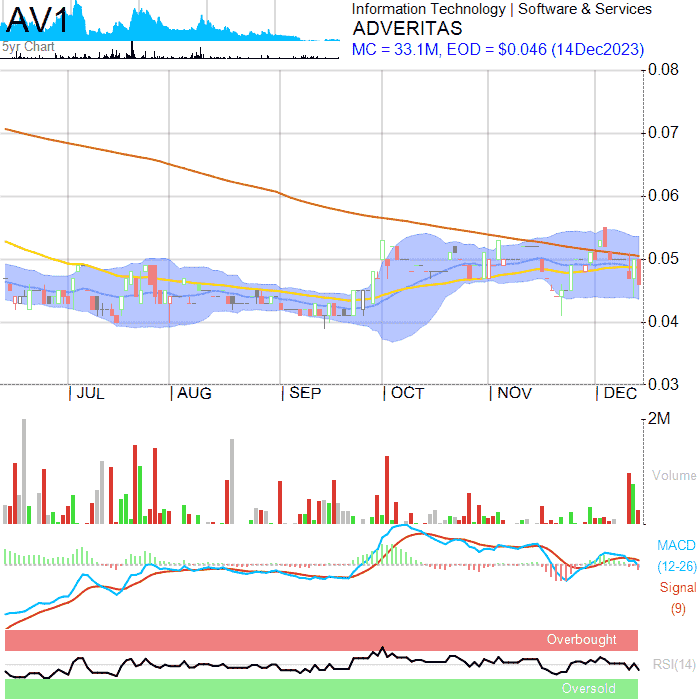 AV1
5yr Chart
Information Technology | Software & Services
ADVERITAS
MC = 33.1M, EOD = $0.046 (14Dec2023)
0.08
0.07
0.06
0.05
0.04
0.03
| JUL | AUG | SEP | OCT | NOV | DEC
2M
Volume
MACD
(12-26)
Signal
(9)
Overbought
RSI(14)
Oversold